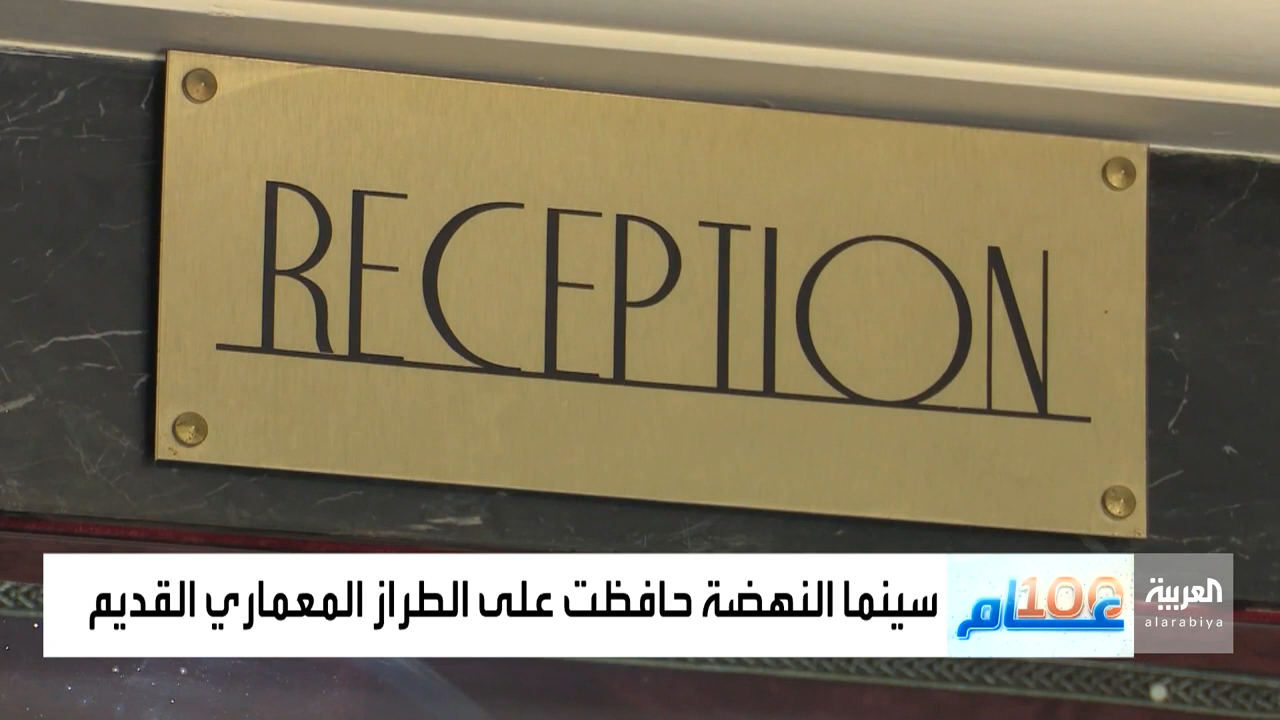 RECEPTION
سينما النهضة حافظت على الطراز المعماري القديم
100 عام
العربية
alarabiya